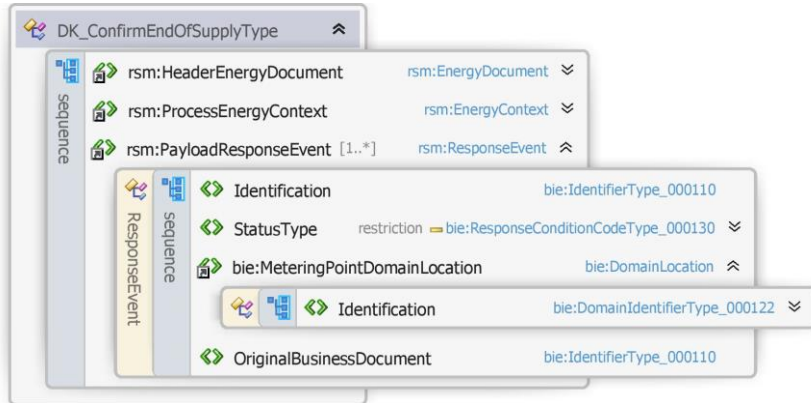 DK_ConfirmEndOfSupplyType
sequence
rsm:HeaderEnergyDocument rsm:EnergyDocument
rsm:ProcessEnergyContext rsm:EnergyContext
rsm:PayloadResponseEvent [1..*] rsm:ResponseEvent
ResponseEvent
sequence
Identification bie:IdentifierType_000110
StatusType restriction bie:ResponseConditionCodeType_000130
bie:MeteringPointDomainLocation bie:DomainLocation
Identification bie:DomainIdentifierType_000122
OriginalBusinessDocument bie:IdentifierType_000110